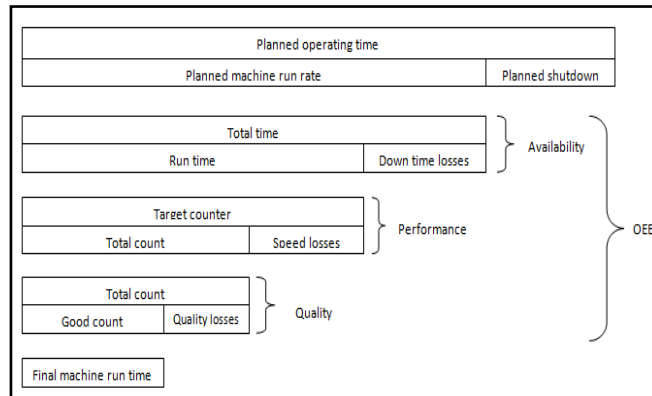 Planned operating time
Planned machine run rate Planned shutdown
Total time
Run time Down time losses
Availability
Target counter
Total count Speed losses
Performance
OEE
Total count
Good count Quality losses
Quality
Final machine run time